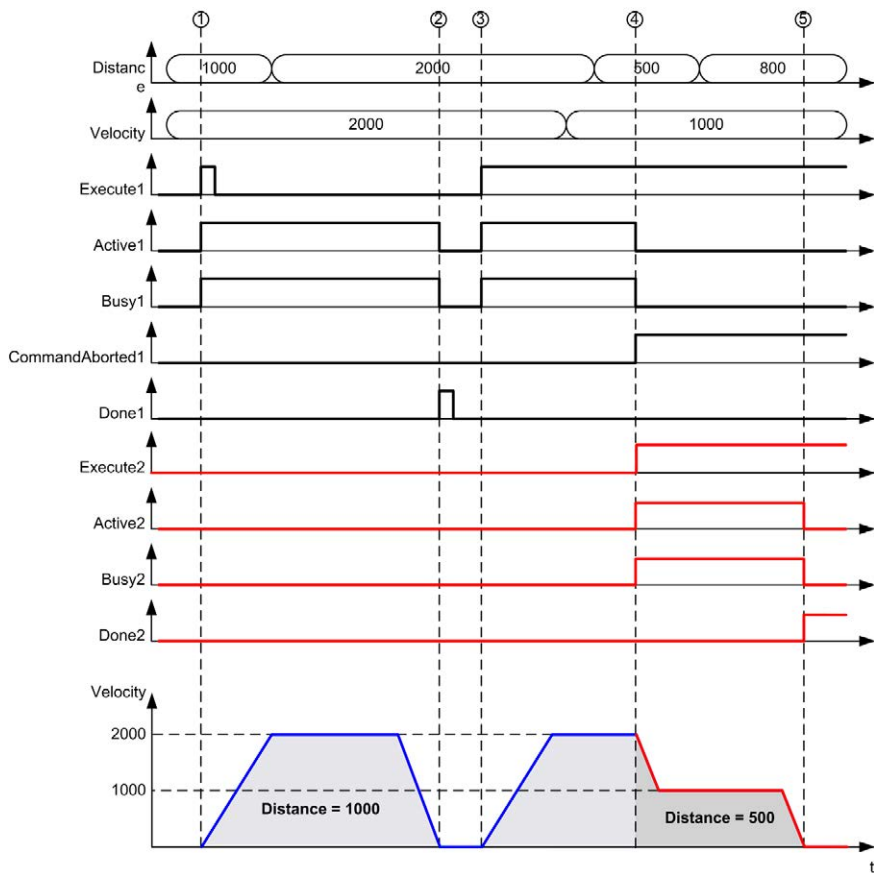 1 2 3 4 5
Distanc
e
1000 2000 500 800
Velocity
2000 1000
Execute1
Active1
Busy1
CommandAborted1
Done1
Execute2
Active2
Busy2
Done2
Velocity
2000
1000
Distance = 1000
Distance = 500
t